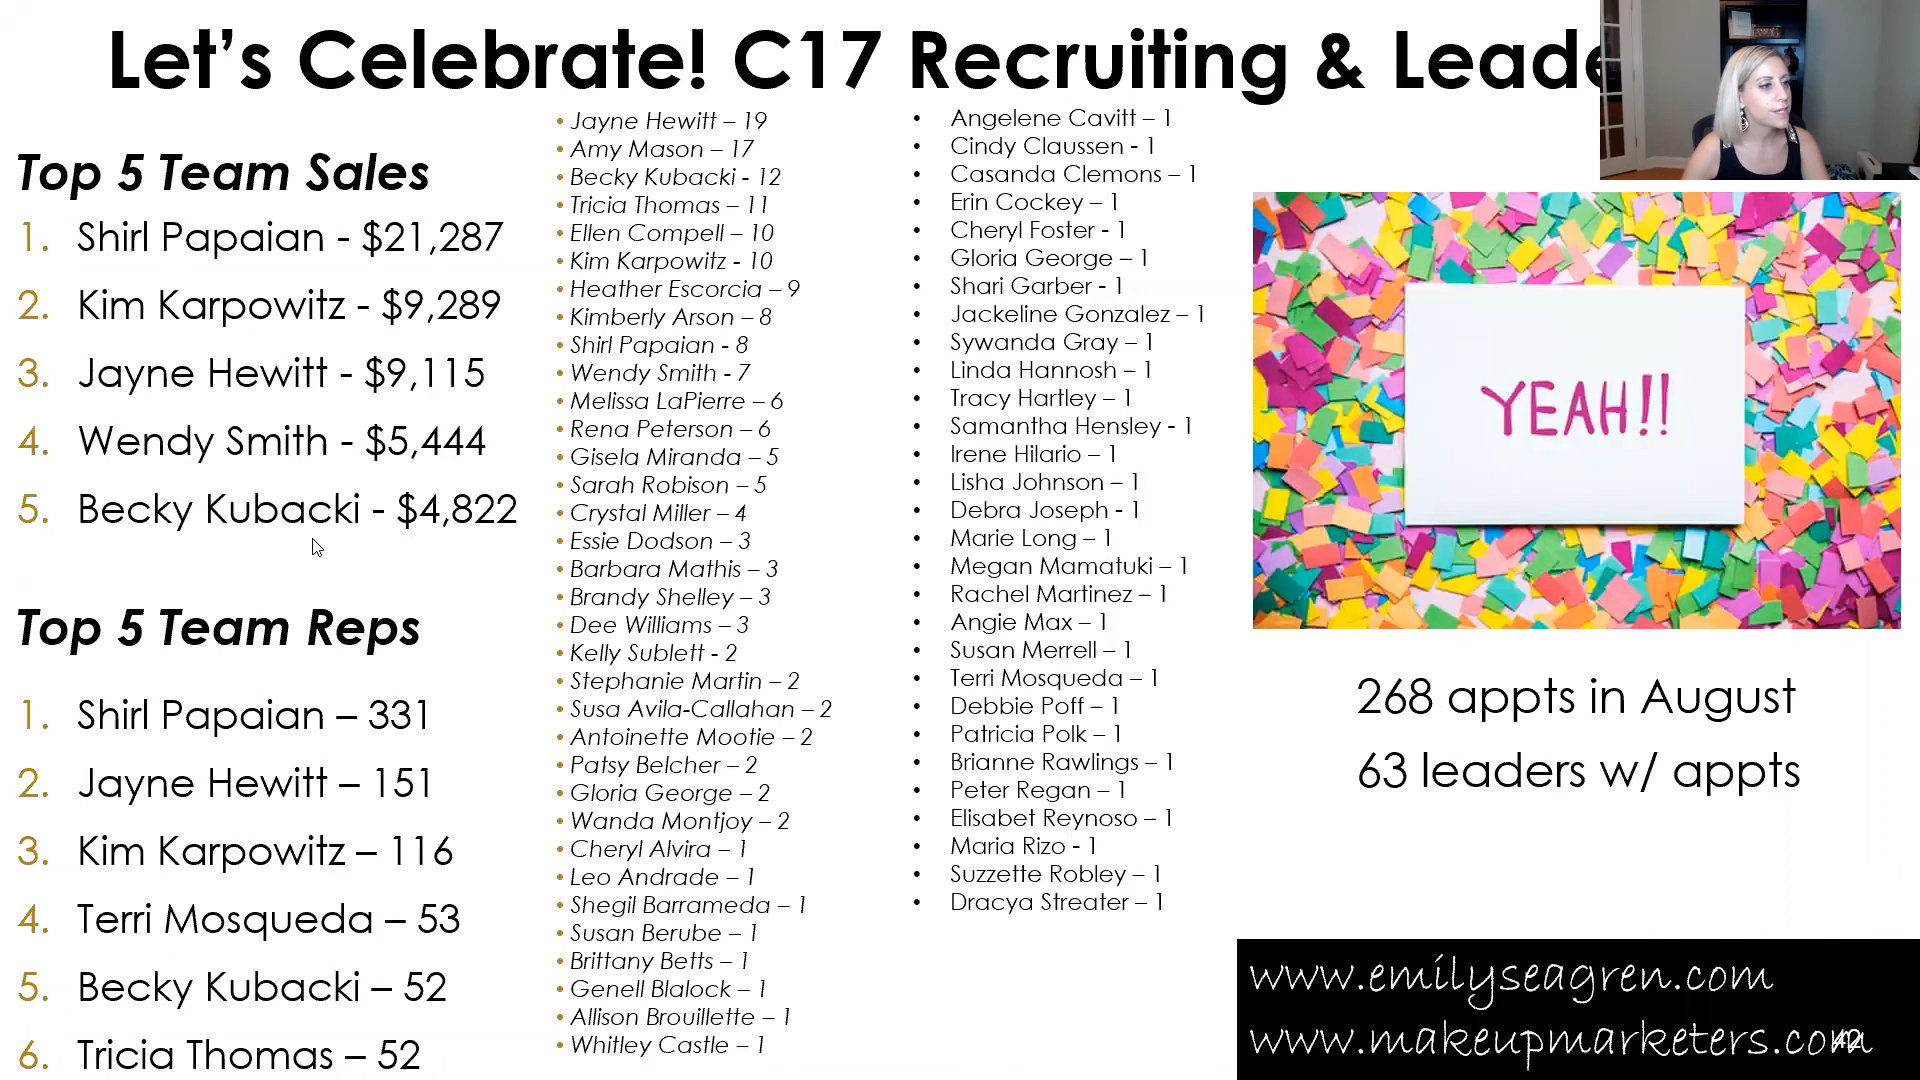 Let's Celebrate! C17 Recruiting & Leade
Top 5 Team Sales
1. Shirl Papaian - $21,287
2. Kim Karpowitz - $9,289
3. Jayne Hewitt - $9,115
4. Wendy Smith - $5,444
5. Becky Kubacki - $4,822
Top 5 Team Reps
1. Shirl Papaian – 331
2. Jayne Hewitt – 151
3. Kim Karpowitz – 116
4. Terri Mosqueda – 53
5. Becky Kubacki – 52
6. Tricia Thomas – 52
• Jayne Hewitt – 19
• Amy Mason – 17
• Becky Kubacki - 12
• Tricia Thomas – 11
• Ellen Compell – 10
• Kim Karpowitz - 10
• Heather Escorcia – 9
• Kimberly Arson – 8
• Shirl Papaian - 8
• Wendy Smith - 7
• Melissa LaPierre – 6
• Rena Peterson – 6
• Gisela Miranda – 5
• Sarah Robison – 5
• Crystal Miller – 4
• Essie Dodson – 3
• Barbara Mathis – 3
• Brandy Shelley – 3
• Dee Williams – 3
• Kelly Sublett - 2
• Stephanie Martin – 2
• Susa Avila-Callahan – 2
• Antoinette Mootie – 2
• Patsy Belcher – 2
• Gloria George – 2
• Wanda Montjoy – 2
• Cheryl Alvira – 1
• Leo Andrade – 1
• Shegil Barrameda – 1
• Susan Berube – 1
• Brittany Betts – 1
• Genell Blalock – 1
• Allison Brouillette – 1
• Whitley Castle – 1
• Angelene Cavitt – 1
• Cindy Claussen - 1
• Casanda Clemons – 1
• Erin Cockey – 1
• Cheryl Foster - 1
• Gloria George – 1
• Shari Garber - 1
• Jackeline Gonzalez – 1
• Sywanda Gray – 1
• Linda Hannosh – 1
• Tracy Hartley – 1
• Samantha Hensley - 1
• Irene Hilario – 1
• Lisha Johnson – 1
• Debra Joseph - 1
• Marie Long – 1
• Megan Mamatuki – 1
• Rachel Martinez – 1
• Angie Max – 1
• Susan Merrell – 1
• Terri Mosqueda – 1
• Debbie Poff – 1
• Patricia Polk – 1
• Brianne Rawlings – 1
• Peter Regan – 1
• Elisabet Reynoso – 1
• Maria Rizo - 1
• Suzzette Robley – 1
• Dracya Streater – 1
YEAH!!
268 appts in August
63 leaders w/ appts
www.emilyseagren.com
www.makeupmarketers.com
42